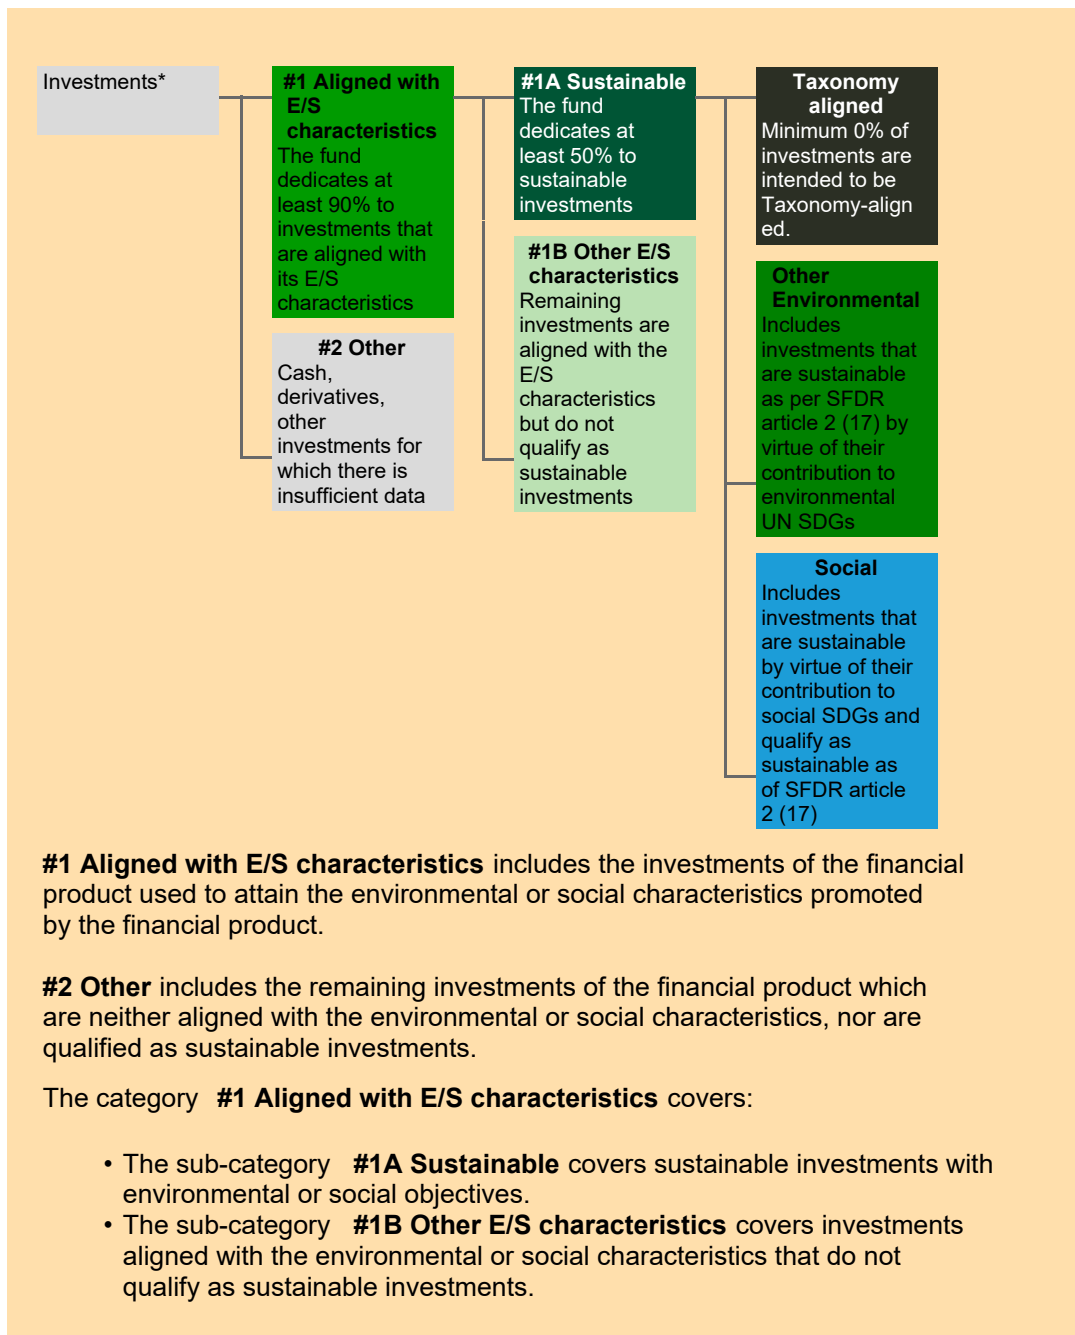 Investments*
#1 Aligned with
E/S
characteristics
The fund
dedicates at
least 90% to
investments that
are aligned with
its E/S
characteristics
#2 Other
Cash,
derivatives,
other
investments for
which there is
insufficient data
#1A Sustainable
The fund
dedicates at
least 50% to
sustainable
investments
#1B Other E/S
characteristics
Remaining
investments are
aligned with the
E/S
characteristics
but do not
qualify as
sustainable
investments
Taxonomy
aligned
Minimum 0% of
investments are
intended to be
Taxonomy-align
ed.
Other
Environmental
Includes
investments that
are sustainable
as per SFDR
article 2 (17) by
virtue of their
contribution to
environmental
UN SDGs
Social
Includes
investments that
are sustainable
by virtue of their
contribution to
social SDGs and
qualify as
sustainable as
of SFDR article
2 (17)
#1 Aligned with E/S characteristics includes the investments of the financial
product used to attain the environmental or social characteristics promoted
by the financial product.
#2 Other includes the remaining investments of the financial product which
are neither aligned with the environmental or social characteristics, nor are
qualified as sustainable investments.
The category #1 Aligned with E/S characteristics covers:
• The sub-category #1A Sustainable covers sustainable investments with
environmental or social objectives.
• The sub-category #1B Other E/S characteristics covers investments
aligned with the environmental or social characteristics that do not
qualify as sustainable investments.